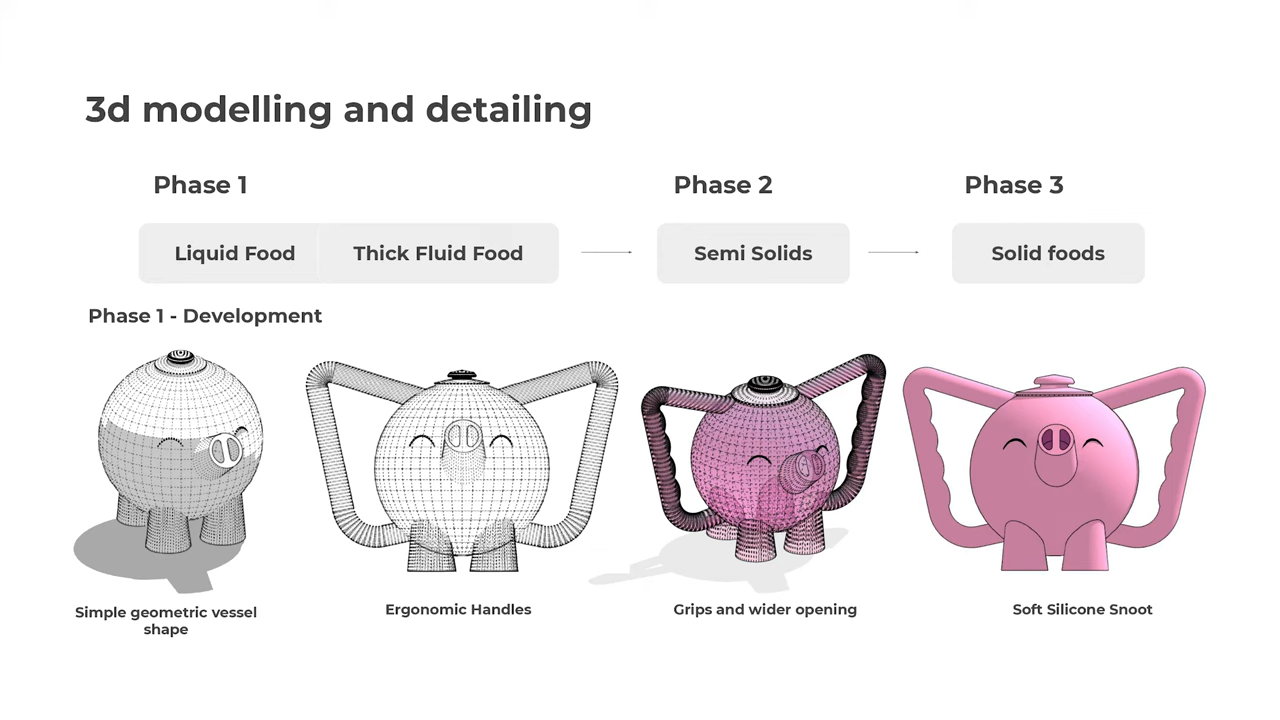 3d modelling and detailing
Phase 1
Phase 2
Phase 3
Liquid Food
Thick Fluid Food
Semi Solids
Solid foods
Phase 1 - Development
Simple geometric vessel
shape
Ergonomic Handles
Grips and wider opening
Soft Silicone Snoot